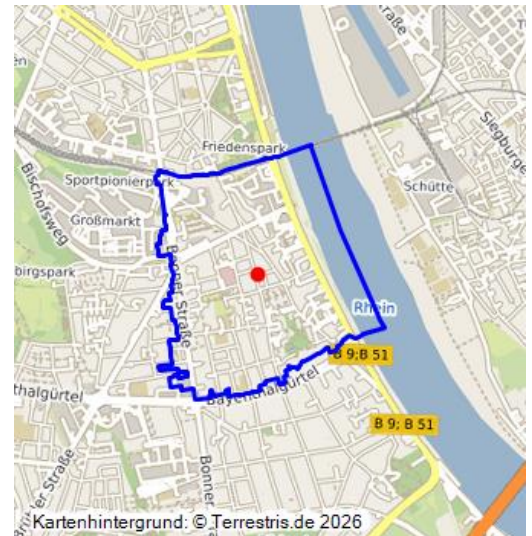 Straße
Friedenspark
Siegburger
Sportpionierpark
Schütte
Großmarkt
Bischofsweg
birgspark
Bonner Straße
Rhein
B 9;B 51
thalgürtel
Bayenthalgürtel
B 9; B 51
Bonner
Straße
Kartenhintergrund: © Terrestris.de 2026